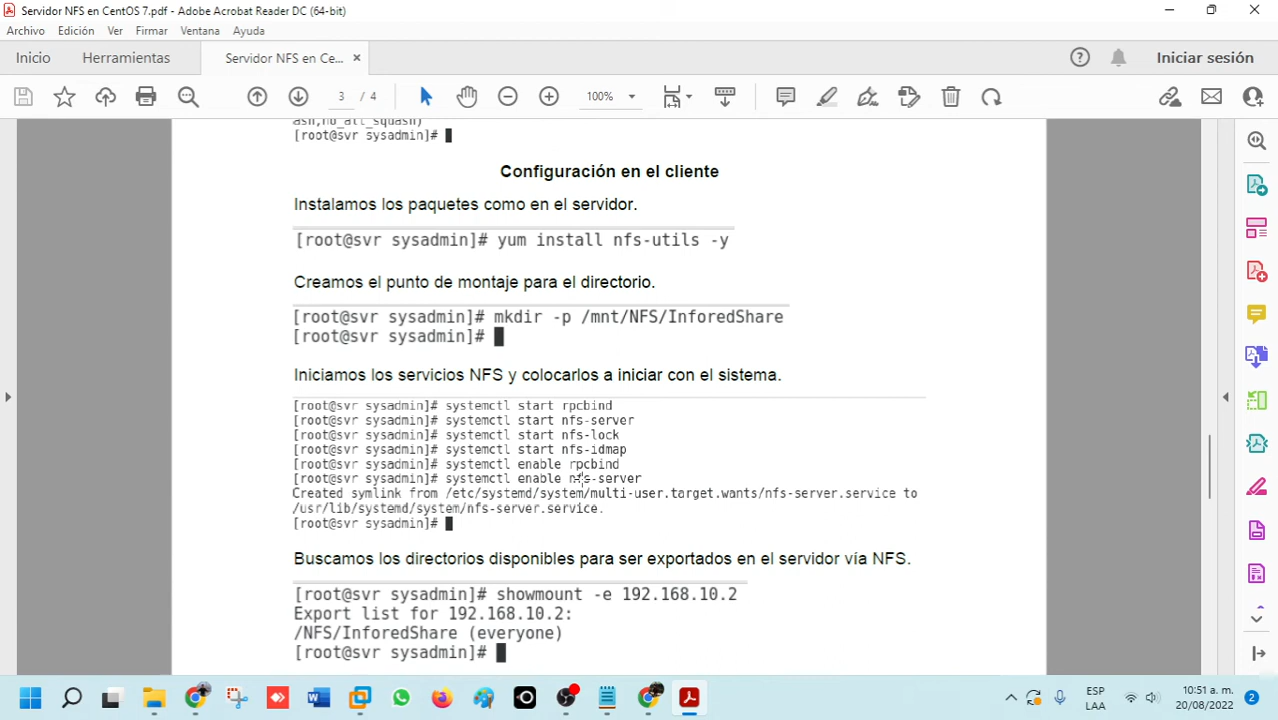 Servidor NFS en CentOS 7.pdf - Adobe Acrobat Reader DC (64-bit)
Archivo Edición Ver Firmar Ventana Ayuda
Inicio Herramientas Servidor NFS en Ce... × Iniciar sesión
3 / 4 100%
ash,no_all_squash)
[root@svr sysadmin]#
Configuración en el cliente
Instalamos los paquetes como en el servidor.
[root@svr sysadmin]# yum install nfs-utils -y
Creamos el punto de montaje para el directorio.
[root@svr sysadmin]# mkdir -p /mnt/NFS/InforedShare
[root@svr sysadmin]#
Iniciamos los servicios NFS y colocarlos a iniciar con el sistema.
[root@svr sysadmin]# systemctl start rpcbind
[root@svr sysadmin]# systemctl start nfs-server
[root@svr sysadmin]# systemctl start nfs-lock
[root@svr sysadmin]# systemctl start nfs-idmap
[root@svr sysadmin]# systemctl enable rpcbind
[root@svr sysadmin]# systemctl enable nfs-server
Created symlink from /etc/systemd/system/multi-user.target.wants/nfs-server.service to
/usr/lib/systemd/system/nfs-server.service.
[root@svr sysadmin]#
Buscamos los directorios disponibles para ser exportados en el servidor vía NFS.
[root@svr sysadmin]# showmount -e 192.168.10.2
Export list for 192.168.10.2:
/NFS/InforedShare (everyone)
[root@svr sysadmin]#
ESP 10:51 a. m.
LAA 20/08/2022 2